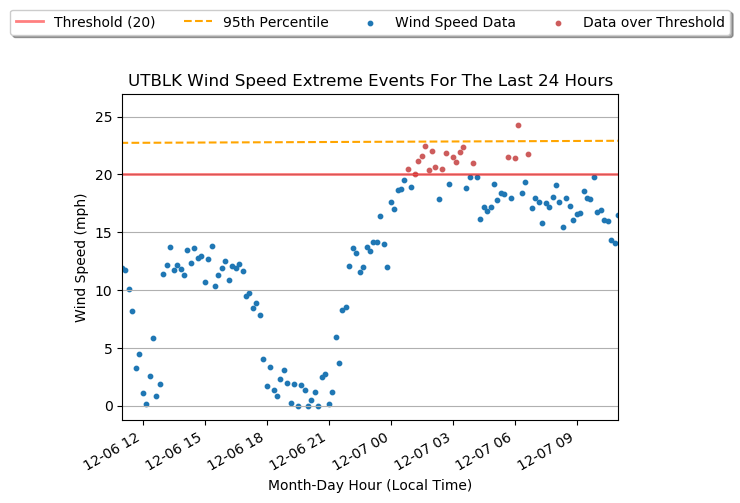 Threshold (20) 95th Percentile Wind Speed Data Data over Threshold
UTBLK Wind Speed Extreme Events For The Last 24 Hours
Wind Speed (mph)
25
20
15
10
5
0
12-06 12 12-06 15 12-06 18 12-06 21 12-07 00 12-07 03 12-07 06 12-07 09
Month-Day Hour (Local Time)